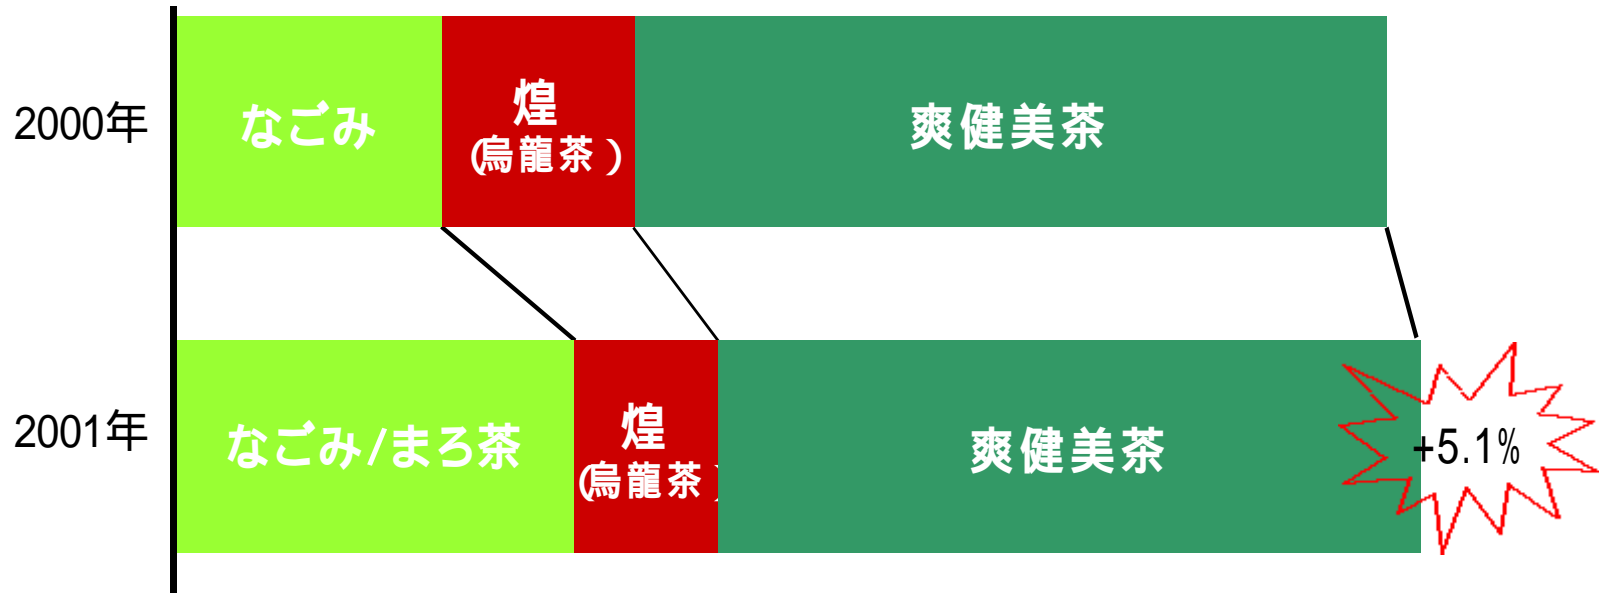 2000年
なごみ
煌
(烏龍茶)
爽健美茶
2001年
なごみ/まろ茶
煌
(烏龍茶)
爽健美茶
+5.1%